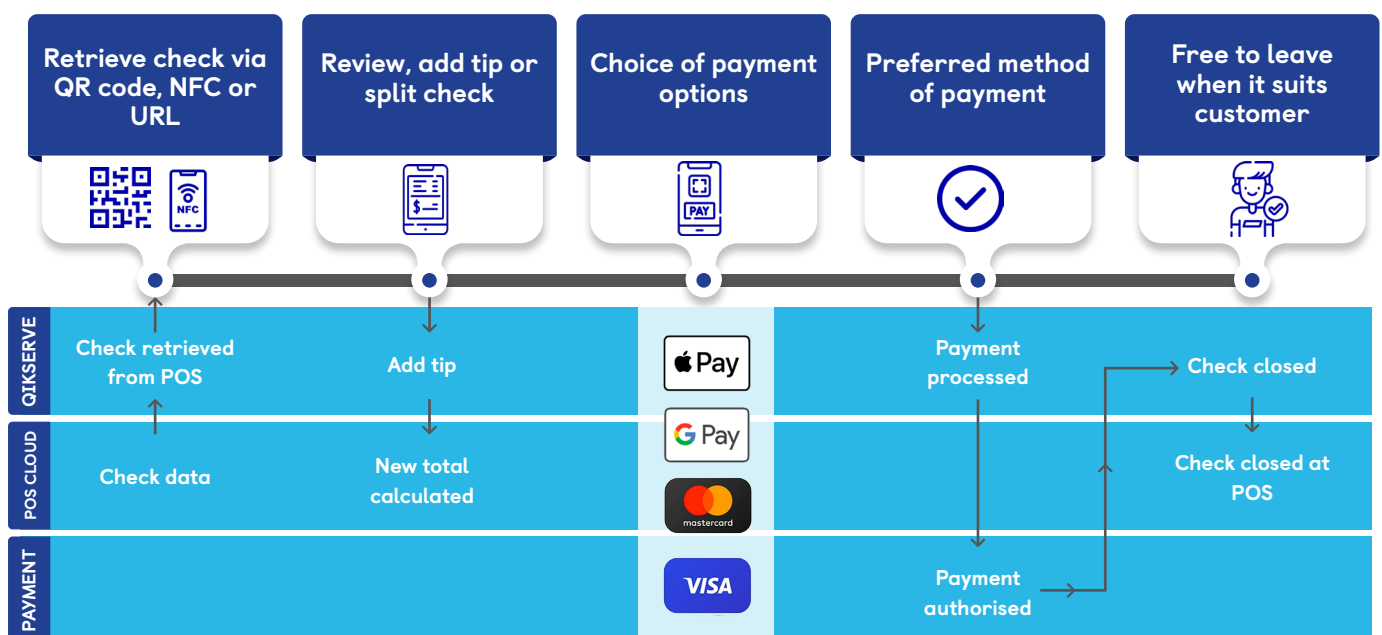 Retrieve check via
QR code, NFC or
URL
Review, add tip or
split check
Choice of payment
options
Preferred method
of payment
Free to leave
when it suits
customer
NFC
$
PAY
QIKSERVE
Check retrieved
from POS
Add tip
Pay
Payment
processed
Check closed
POS CLOUD
Check data
New total
calculated
G Pay
mastercard
Check closed at
POS
PAYMENT
VISA
Payment
authorised